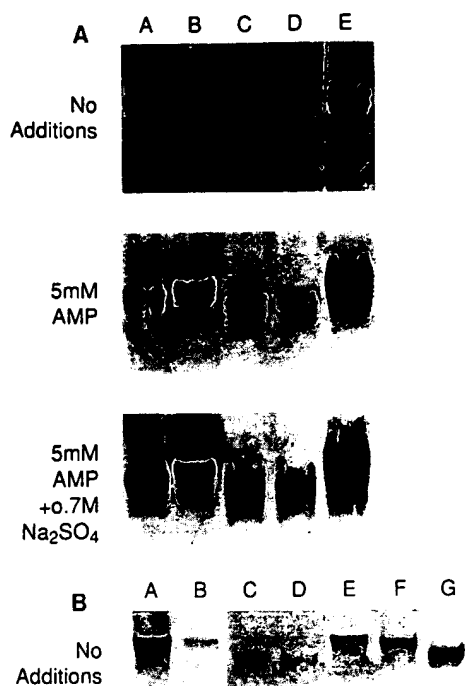 A
A B C D E
No
Additions
5mM
AMP
5mM
AMP
+o.7M
Na₂SO₄
B
A B C D E F G
No
Additions